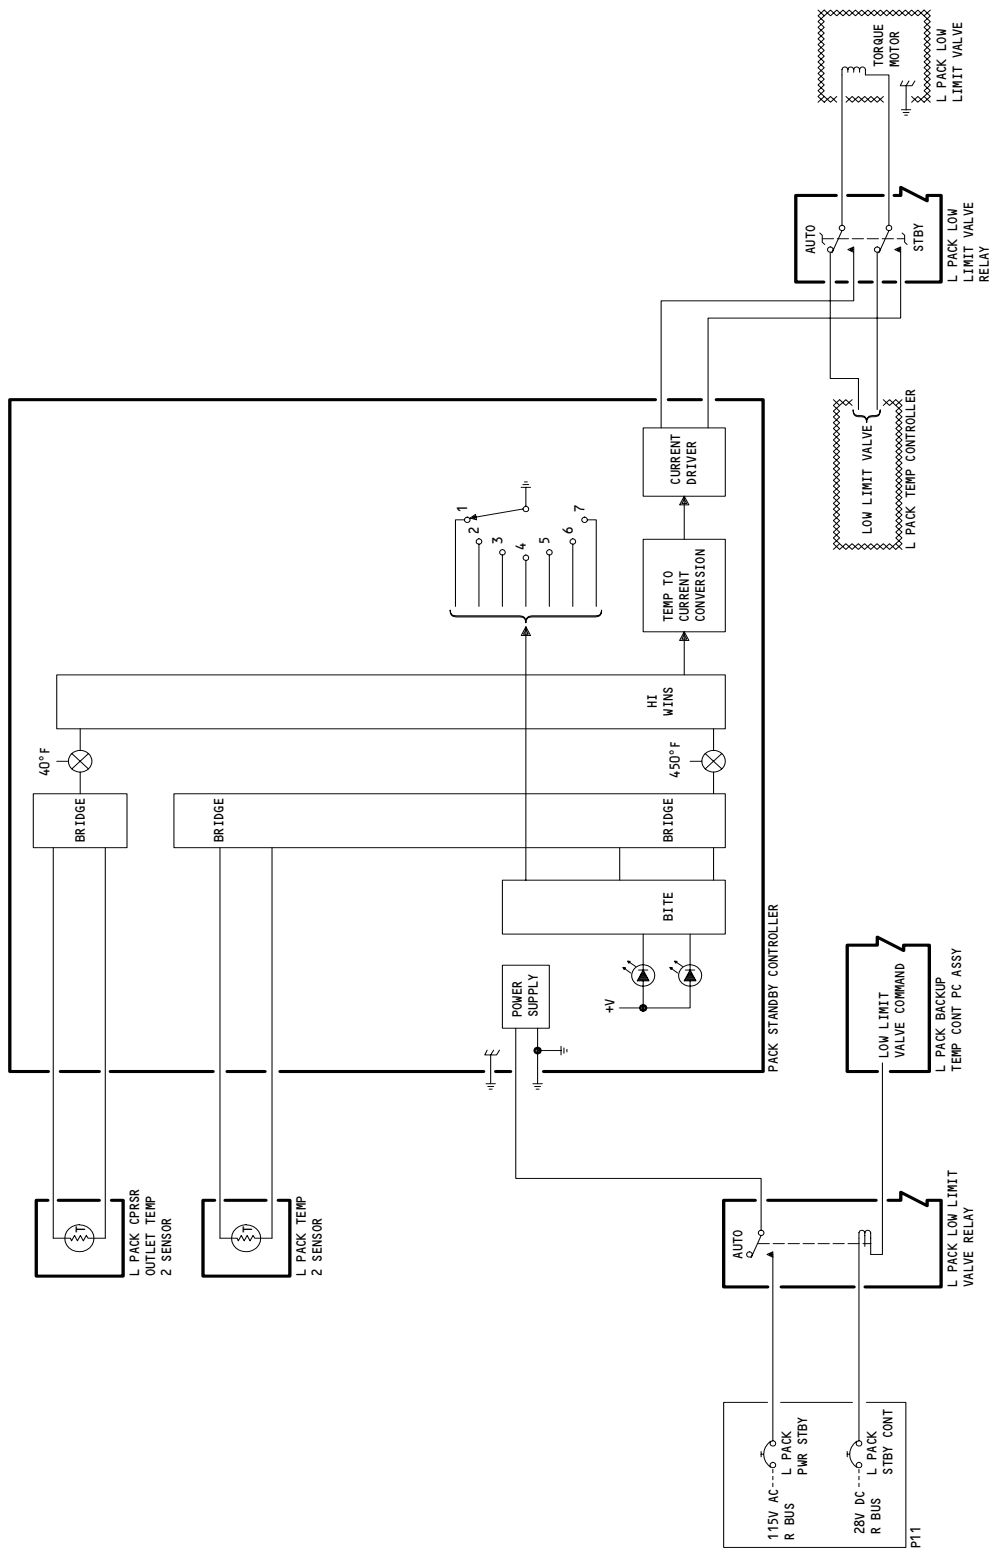 115V AC
R BUS
L PACK
PWR STBY
28V DC
R BUS
L PACK
STBY CONT
P11
AUTO
L PACK LOW LIMIT
VALVE RELAY
LOW LIMIT
VALVE COMMAND
L PACK BACKUP
TEMP CONT PC ASSY
T
L PACK CPRSR
OUTLET TEMP
2 SENSOR
T
L PACK TEMP
2 SENSOR
BRIDGE
40°F
BRIDGE
BRIDGE
450°F
HI
WINS
POWER
SUPPLY
+V
BITE
1
2
3
4
5
6
7
TEMP TO
CURRENT
CONVERSION
CURRENT
DRIVER
PACK STANDBY CONTROLLER
LOW LIMIT VALVE
L PACK TEMP CONTROLLER
AUTO
STBY
L PACK LOW
LIMIT VALVE
RELAY
TORQUE
MOTOR
L PACK LOW
LIMIT VALVE